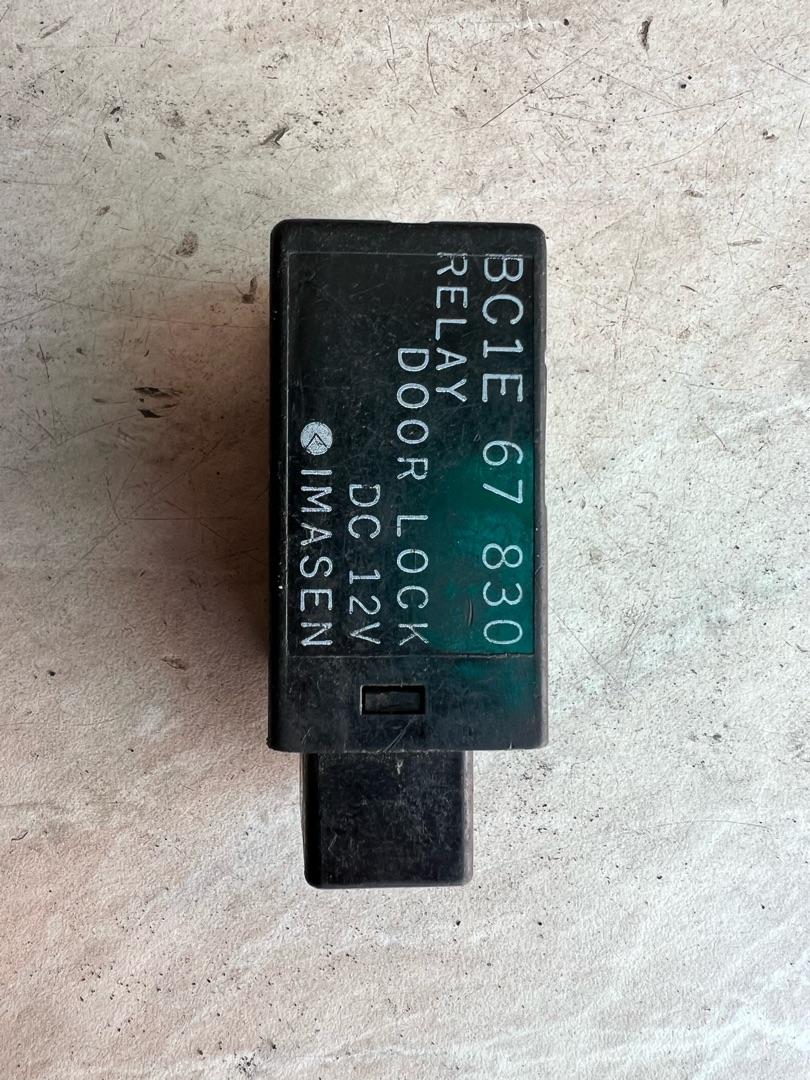 BC1E 67 830
RELAY
DOOR LOCK
DC 12V
IMASEN